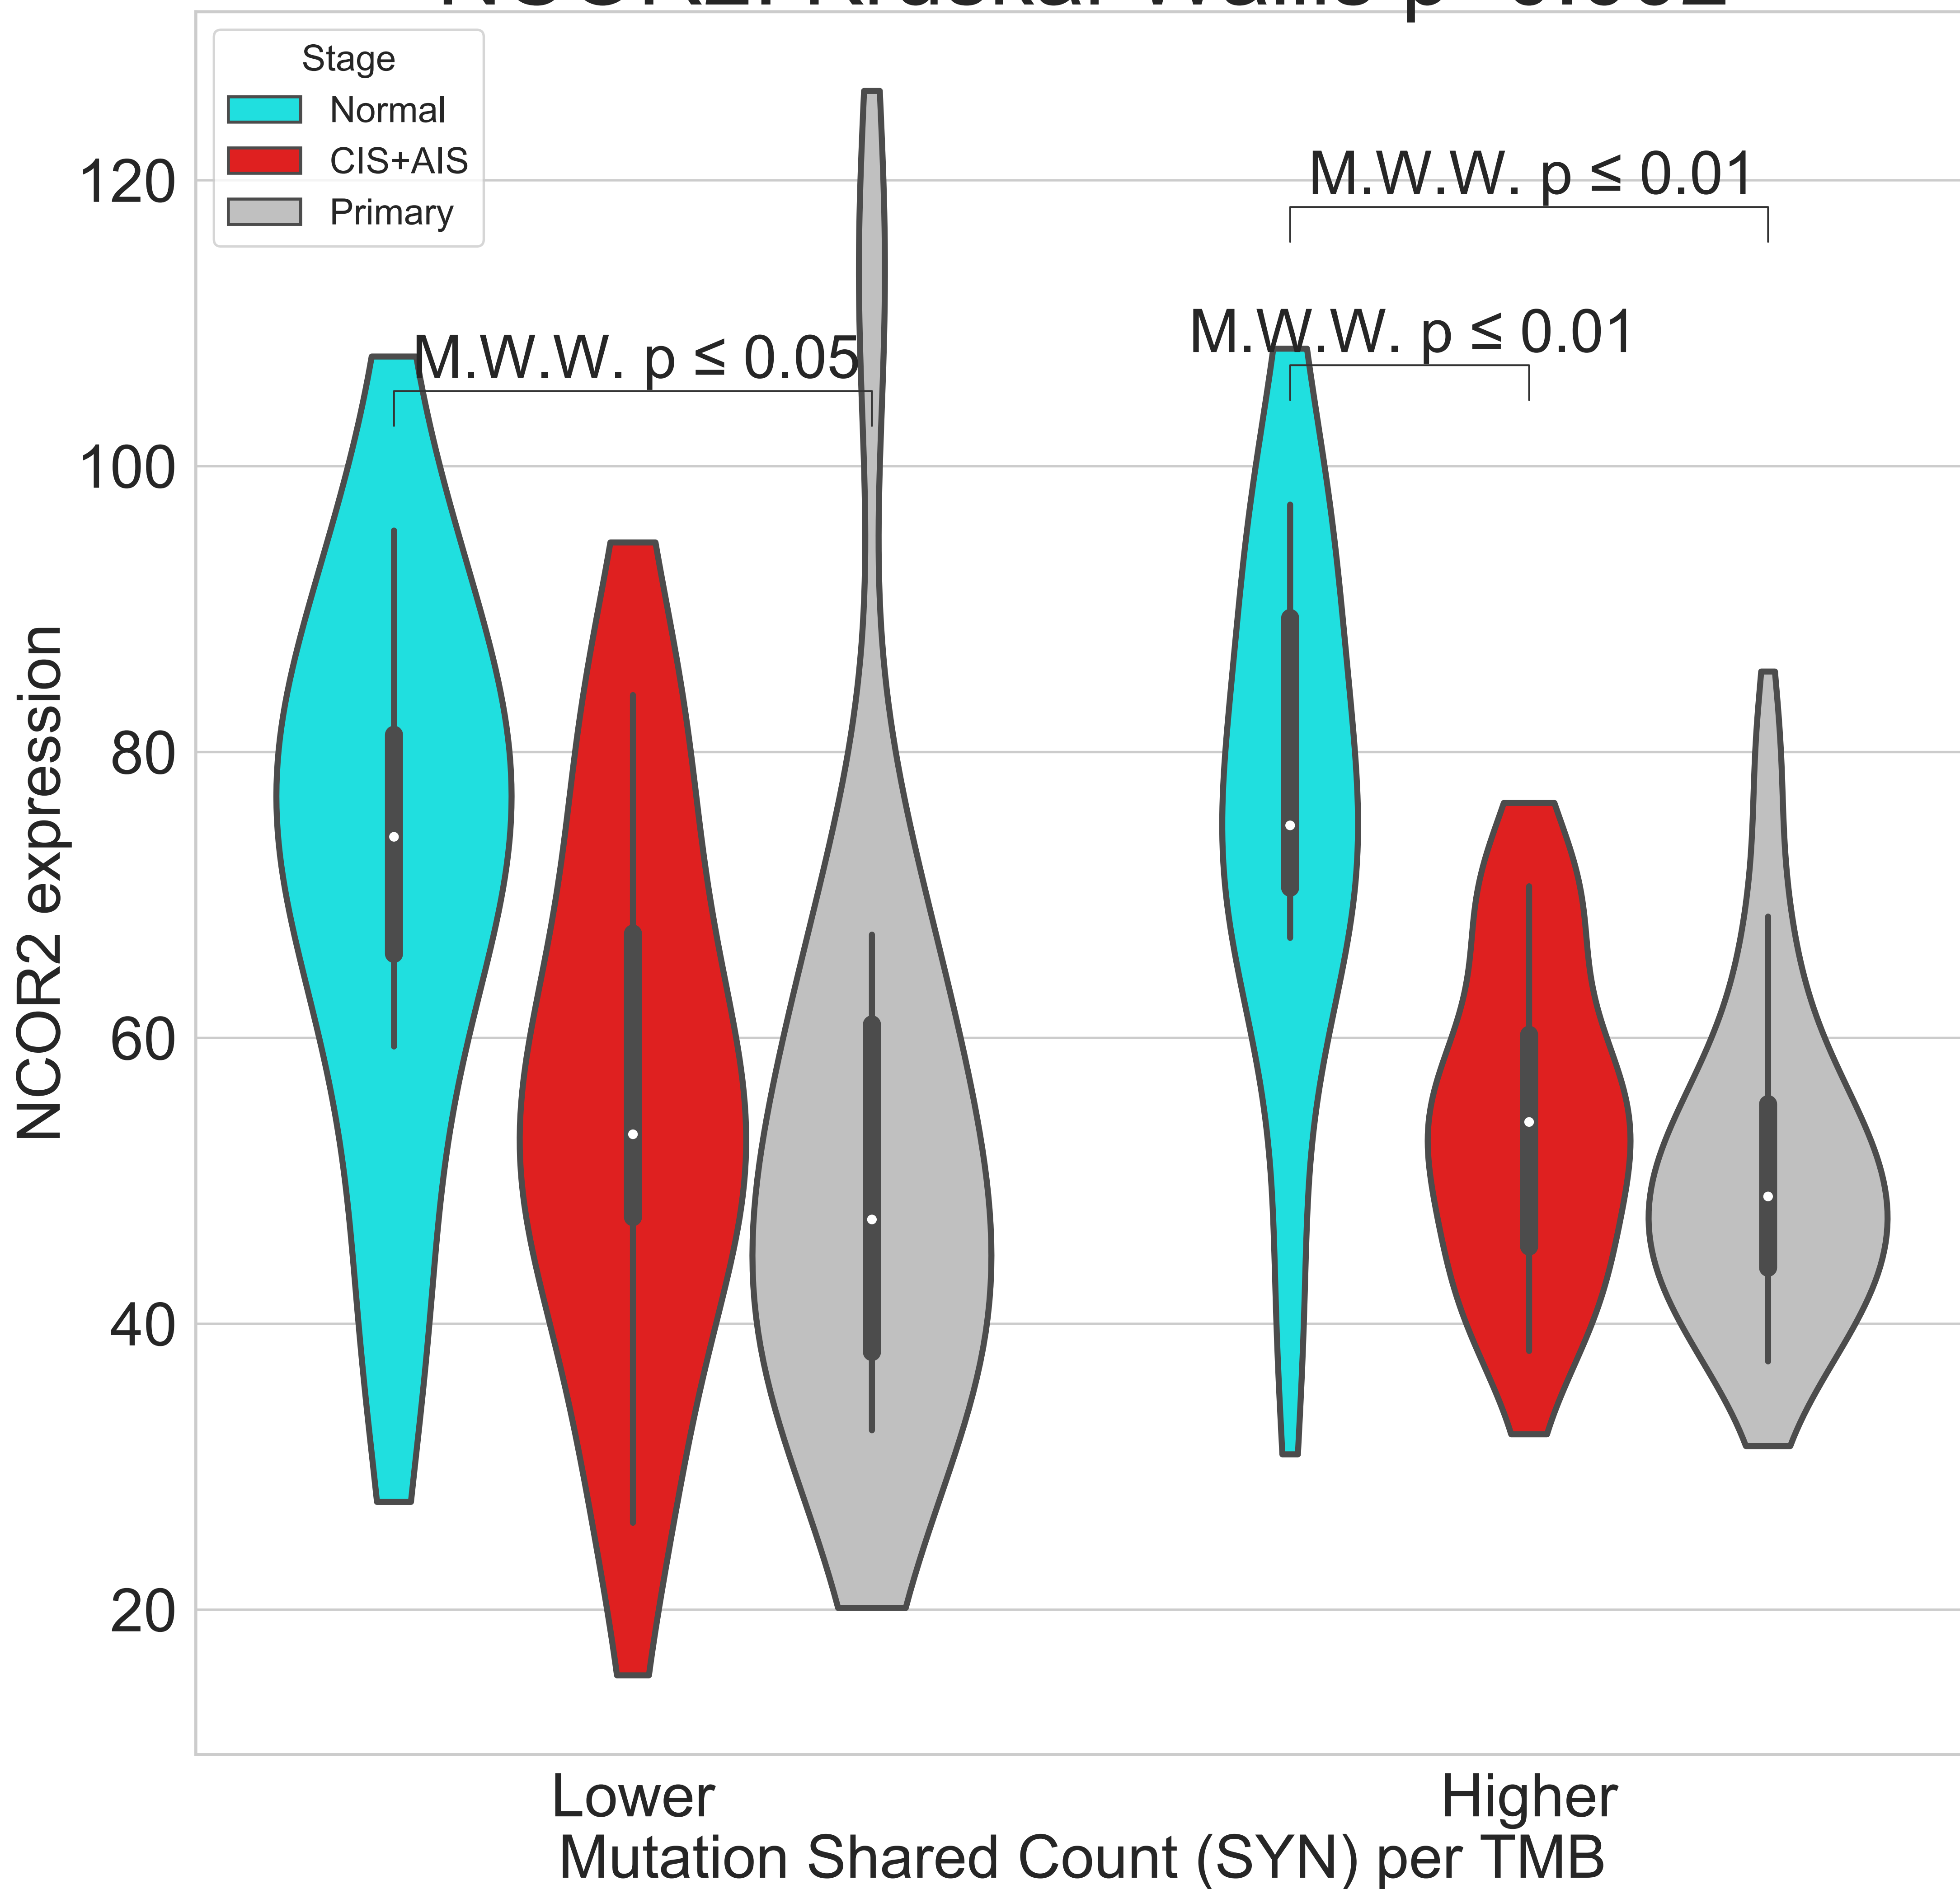 Stage
Normal
CIS+AIS
Primary
M.W.W. p ≤ 0.01
M.W.W. p ≤ 0.01
M.W.W. p ≤ 0.05
120
100
80
60
40
20
NCOR2 expression
Lower
Higher
Mutation Shared Count (SYN) per TMB